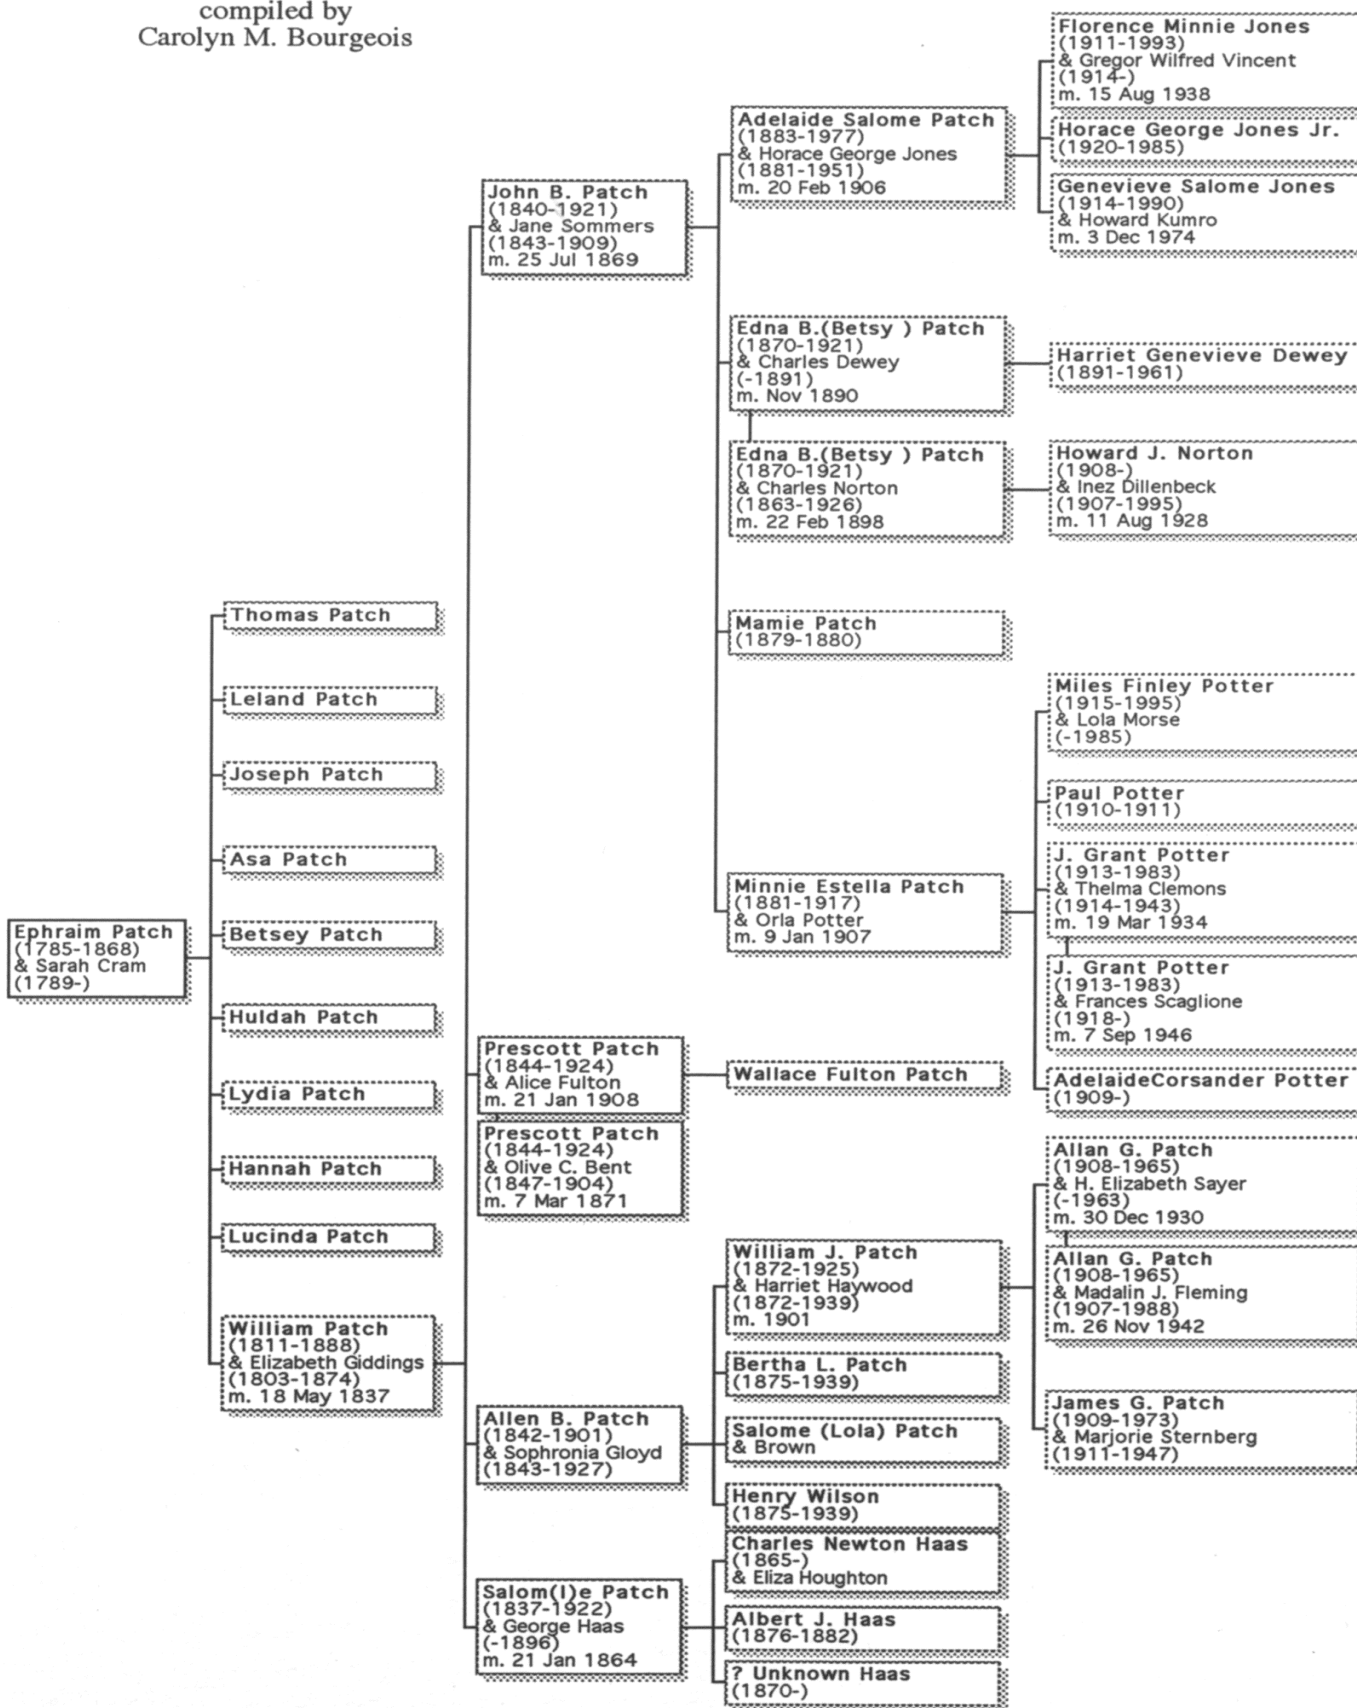 compiled by
Carolyn M. Bourgeois
Ephraim Patch
(1785-1868)
& Sarah Cram
(1789-)
Thomas Patch
Leland Patch
Joseph Patch
Asa Patch
Betsey Patch
Huldah Patch
Lydia Patch
Hannah Patch
Lucinda Patch
William Patch
(1811-1888)
& Elizabeth Giddings
(1803-1874)
m. 18 May 1837
John B. Patch
(1840-1921)
& Jane Sommers
(1843-1909)
m. 25 Jul 1869
Prescott Patch
(1844-1924)
& Alice Fulton
m. 21 Jan 1908
Prescott Patch
(1844-1924)
& Olive C. Bent
(1847-1904)
m. 7 Mar 1871
Allen B. Patch
(1842-1901)
& Sophronia Gloyd
(1843-1927)
Salom(I)e Patch
(1837-1922)
& George Haas
(-1896)
m. 21 Jan 1864
Adelaide Salome Patch
(1883-1977)
& Horace George Jones
(1881-1951)
m. 20 Feb 1906
Edna B.(Betsy ) Patch
(1870-1921)
& Charles Dewey
(-1891)
m. Nov 1890
Edna B.(Betsy ) Patch
(1870-1921)
& Charles Norton
(1863-1926)
m. 22 Feb 1898
Mamie Patch
(1879-1880)
Minnie Estella Patch
(1881-1917)
& Orla Potter
m. 9 Jan 1907
Wallace Fulton Patch
William J. Patch
(1872-1925)
& Harriet Haywood
(1872-1939)
m. 1901
Bertha L. Patch
(1875-1939)
Salome (Lola) Patch
& Brown
Henry Wilson
(1875-1939)
Charles Newton Haas
(1865-)
& Eliza Houghton
Albert J. Haas
(1876-1882)
? Unknown Haas
(1870-)
Florence Minnie Jones
(1911-1993)
& Gregor Wilfred Vincent
(1914-)
m. 15 Aug 1938
Horace George Jones Jr.
(1920-1985)
Genevieve Salome Jones
(1914-1990)
& Howard Kumro
m. 3 Dec 1974
Harriet Genevieve Dewey
(1891-1961)
Howard J. Norton
(1908-)
& Inez Dillenbeck
(1907-1995)
m. 11 Aug 1928
Miles Finley Potter
(1915-1995)
& Lola Morse
(-1985)
Paul Potter
(1910-1911)
J. Grant Potter
(1913-1983)
& Thelma Clemons
(1914-1943)
m. 19 Mar 1934
J. Grant Potter
(1913-1983)
& Frances Scaglione
(1918-)
m. 7 Sep 1946
AdelaideCorsander Potter
(1909-)
Allan G. Patch
(1908-1965)
& H. Elizabeth Sayer
(-1963)
m. 30 Dec 1930
Allan G. Patch
(1908-1965)
& Madalin J. Fleming
(1907-1988)
m. 26 Nov 1942
James G. Patch
(1909-1973)
& Marjorie Sternberg
(1911-1947)